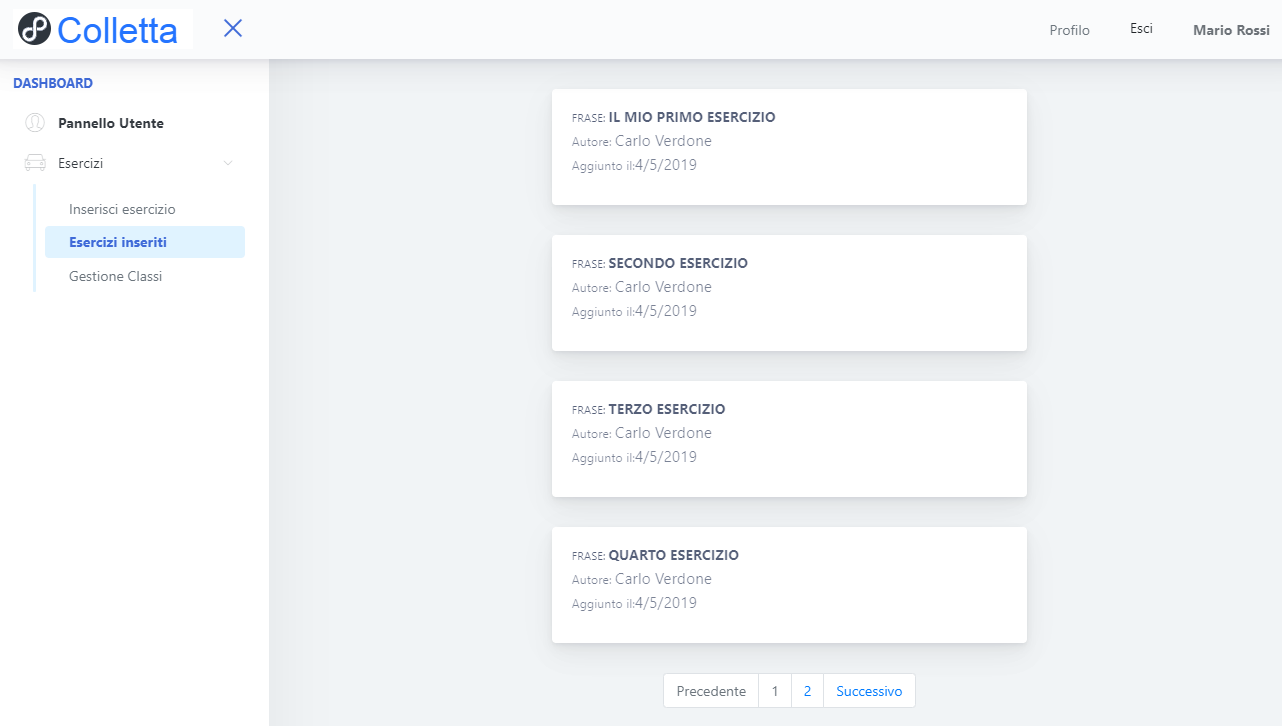 Colletta
Profilo
Esci
Mario Rossi
DASHBOARD
Pannello Utente
Esercizi
Inserisci esercizio
Esercizi inseriti
Gestione Classi
FRASE: IL MIO PRIMO ESERCIZIO
Autore: Carlo Verdone
Aggiunto il:4/5/2019
FRASE: SECONDO ESERCIZIO
Autore: Carlo Verdone
Aggiunto il:4/5/2019
FRASE: TERZO ESERCIZIO
Autore: Carlo Verdone
Aggiunto il:4/5/2019
FRASE: QUARTO ESERCIZIO
Autore: Carlo Verdone
Aggiunto il:4/5/2019
Precedente 1 2 Successivo